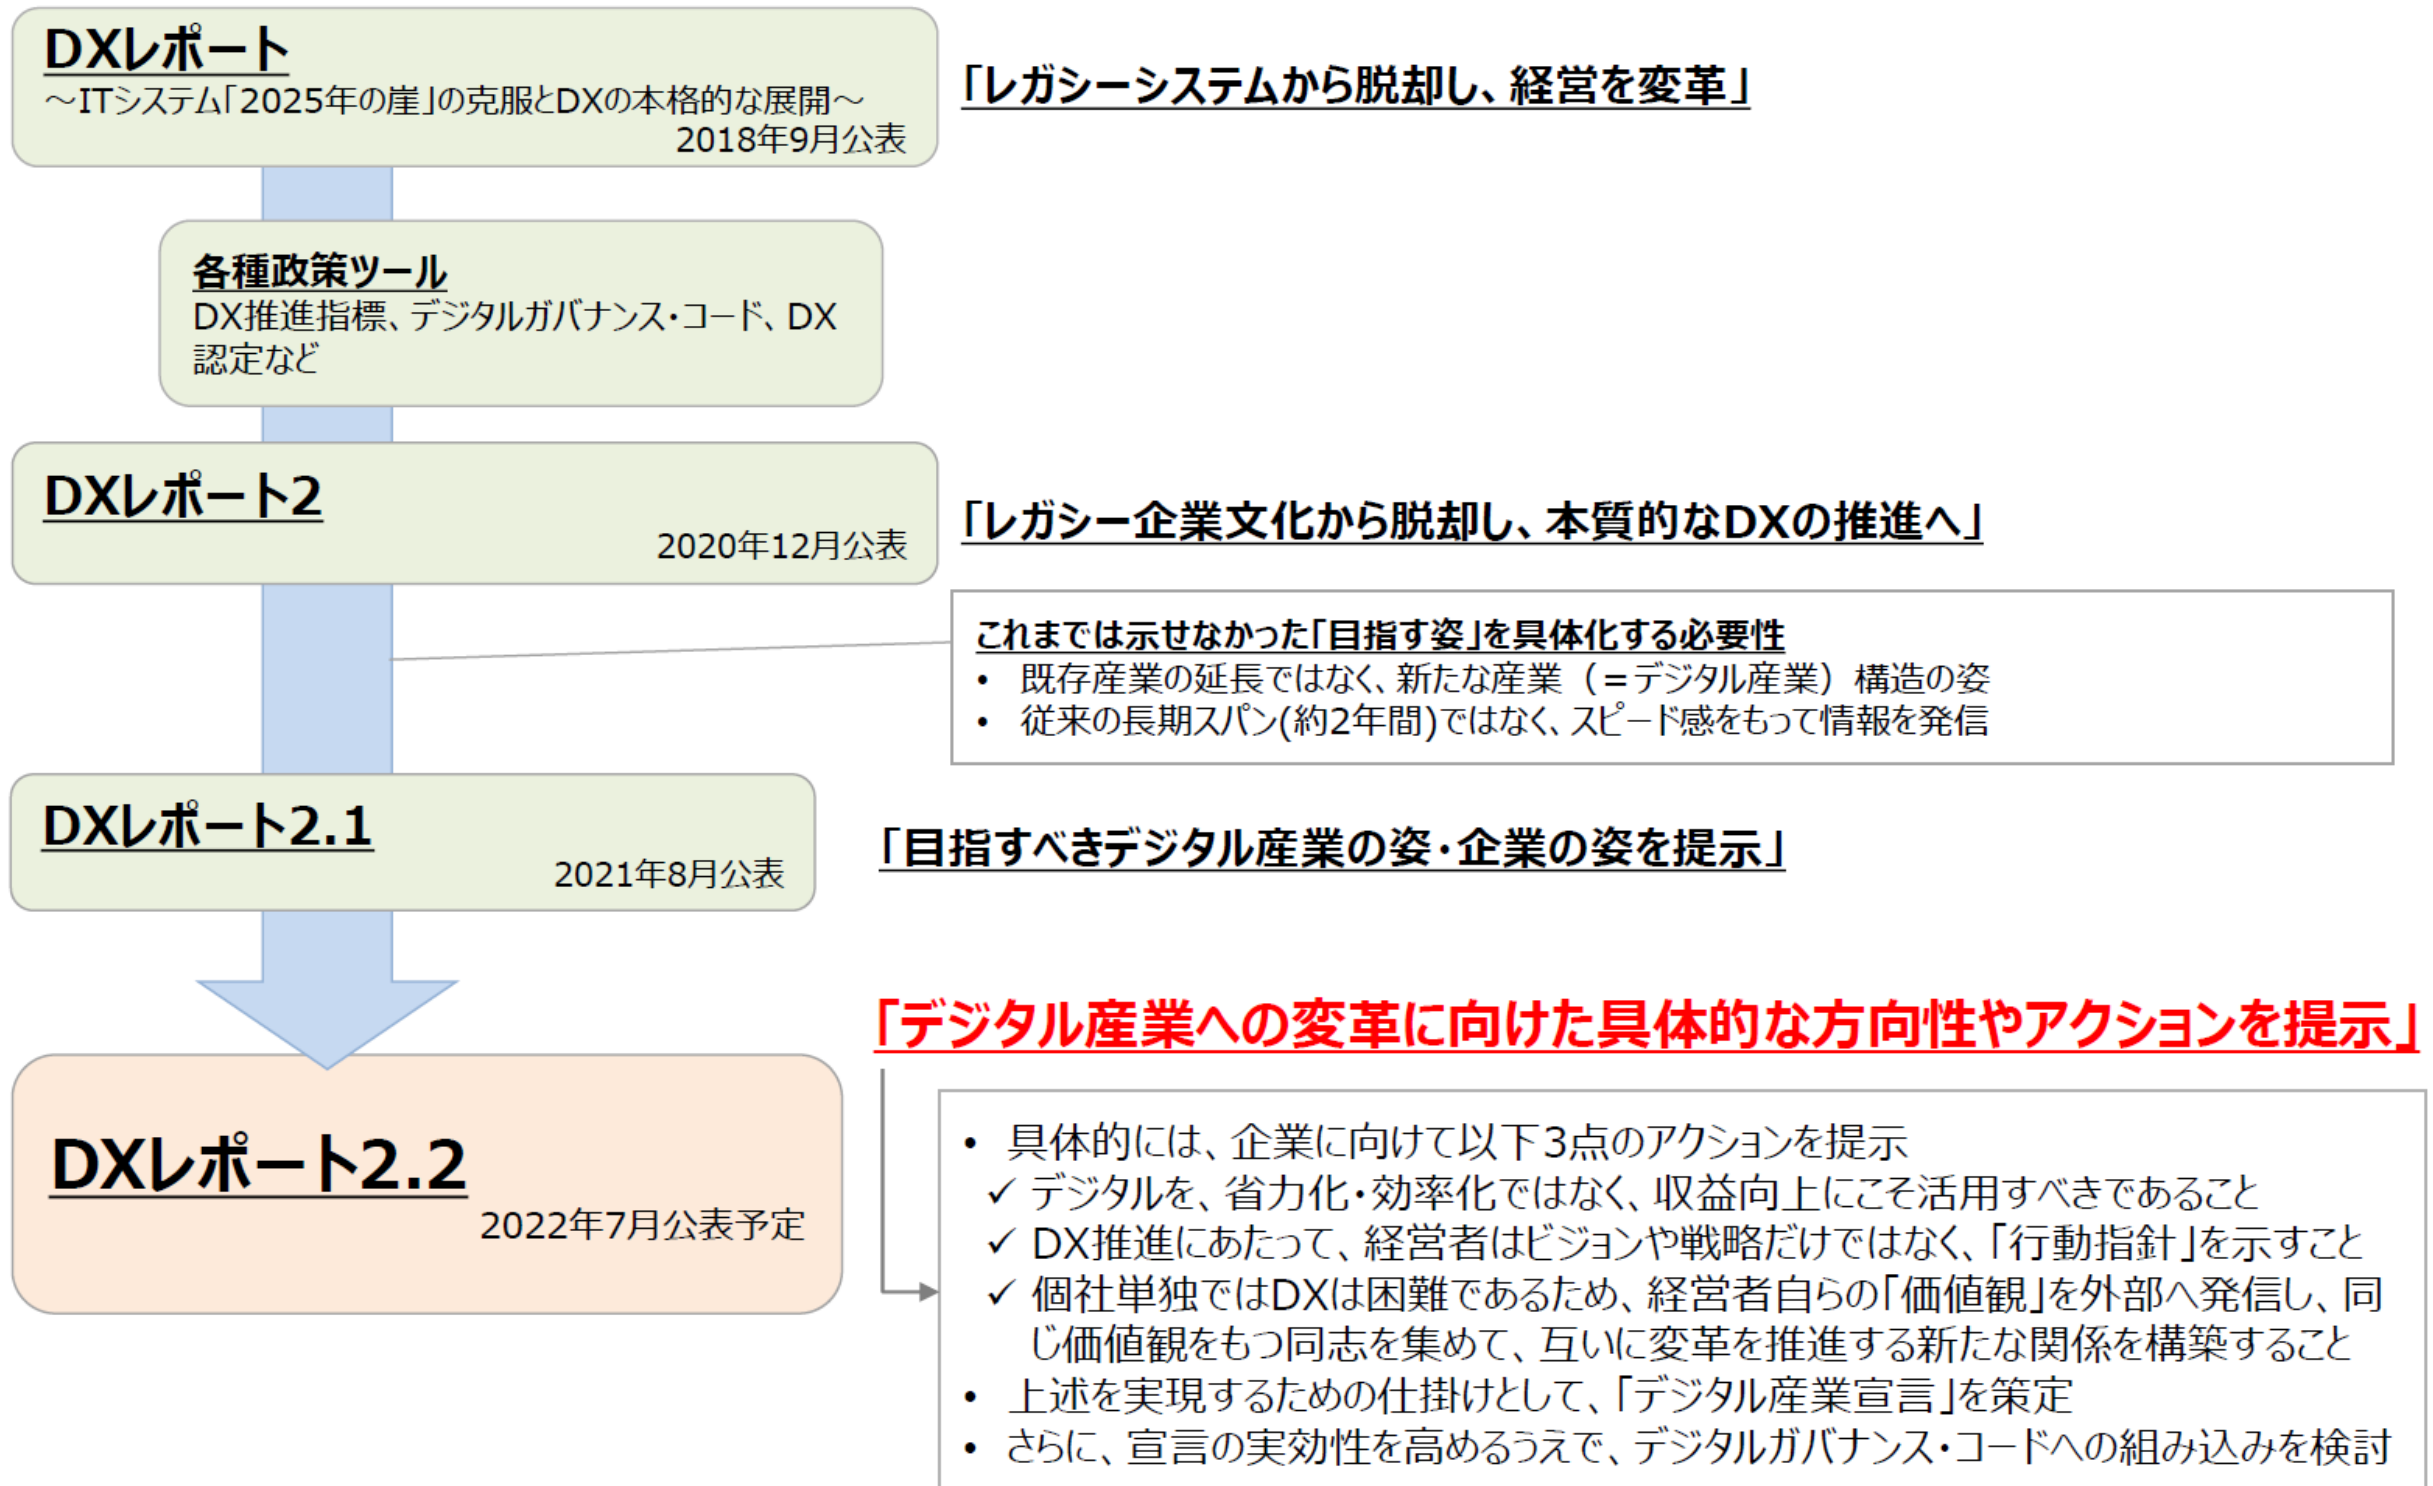 DXレポート
～ITシステム「2025年の崖」の克服とDXの本格的な展開～
2018年9月公表
「レガシーシステムから脱却し、経営を変革」
各種政策ツール
DX推進指標、デジタルガバナンス・コード、DX
認定など
DXレポート2
2020年12月公表
「レガシー企業文化から脱却し、本質的なDXの推進へ」
これまでは示せなかった「目指す姿」を具体化する必要性
• 既存産業の延長ではなく、新たな産業（＝デジタル産業）構造の姿
• 従来の長期スパン(約2年間)ではなく、スピード感をもって情報を発信
DXレポート2.1
2021年8月公表
「目指すべきデジタル産業の姿・企業の姿を提示」
「デジタル産業への変革に向けた具体的な方向性やアクションを提示」
DXレポート2.2
2022年7月公表予定
• 具体的には、企業に向けて以下3点のアクションを提示
✓ デジタルを、省力化・効率化ではなく、収益向上にこそ活用すべきであること
✓ DX推進にあたって、経営者はビジョンや戦略だけではなく、「行動指針」を示すこと
✓ 個社単独ではDXは困難であるため、経営者自らの「価値観」を外部へ発信し、同
じ価値観をもつ同志を集めて、互いに変革を推進する新たな関係を構築すること
• 上述を実現するための仕掛けとして、「デジタル産業宣言」を策定
• さらに、宣言の実効性を高めるうえで、デジタルガバナンス・コードへの組み込みを検討